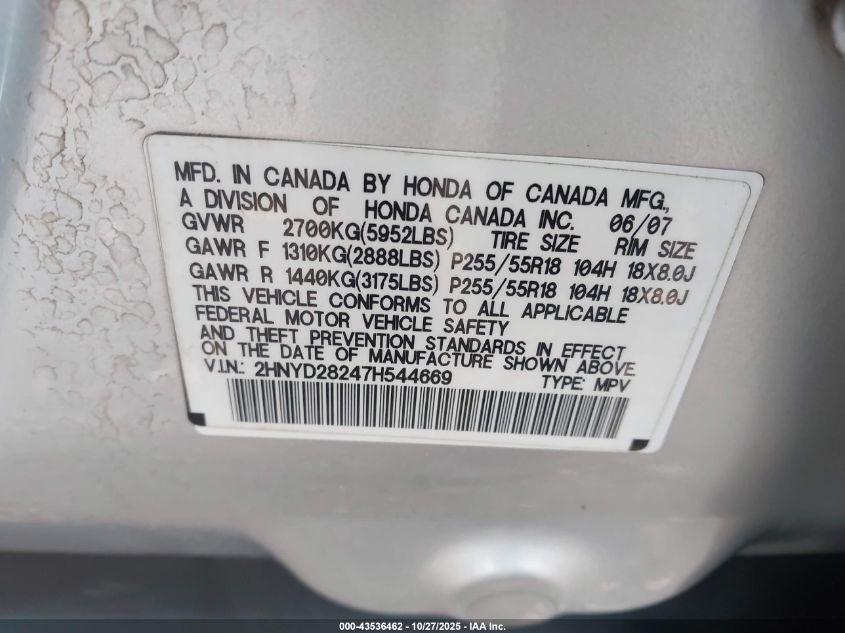 MFD. IN CANADA BY HONDA OF CANADA MFG.,
A DIVISION OF HONDA CANADA INC. 06/07
GVWR 2700KG(5952LBS) TIRE SIZE RIM SIZE
GAWR F 1310KG(2888LBS) P255/55R18 104H 18X8.0J
GAWR R 1440KG(3175LBS) P255/55R18 104H 18X8.0J
THIS VEHICLE CONFORMS TO ALL APPLICABLE
FEDERAL MOTOR VEHICLE SAFETY
AND THEFT PREVENTION STANDARDS IN EFFECT
ON THE DATE OF MANUFACTURE SHOWN ABOVE
V.I.N.: 2HNYD28247H544669 TYPE: MPV
000-43536462 - 10/27/2025 - IAA Inc.